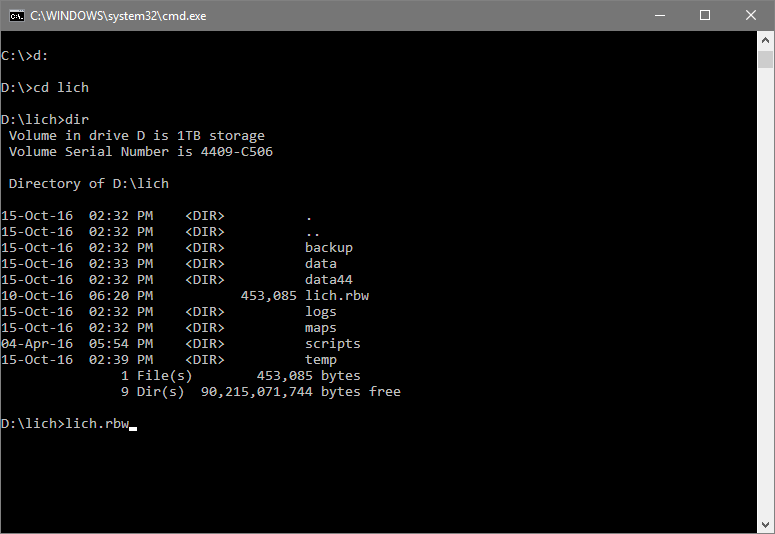 C:\WINDOWS\system32\cmd.exe
C:\>d:
D:\>cd lich
D:\lich>dir
 Volume in drive D is 1TB storage
 Volume Serial Number is 4409-C506
 Directory of D:\lich
15-Oct-16  02:32 PM    <DIR>          .
15-Oct-16  02:32 PM    <DIR>          ..
15-Oct-16  02:32 PM    <DIR>          backup
15-Oct-16  02:33 PM    <DIR>          data
15-Oct-16  02:32 PM    <DIR>          data44
10-Oct-16  06:20 PM           453,085 lich.rbw
15-Oct-16  02:32 PM    <DIR>          logs
15-Oct-16  02:32 PM    <DIR>          maps
04-Apr-16  05:54 PM    <DIR>          scripts
15-Oct-16  02:39 PM    <DIR>          temp
               1 File(s)        453,085 bytes
               9 Dir(s)  90,215,071,744 bytes free
D:\lich>lich.rbw